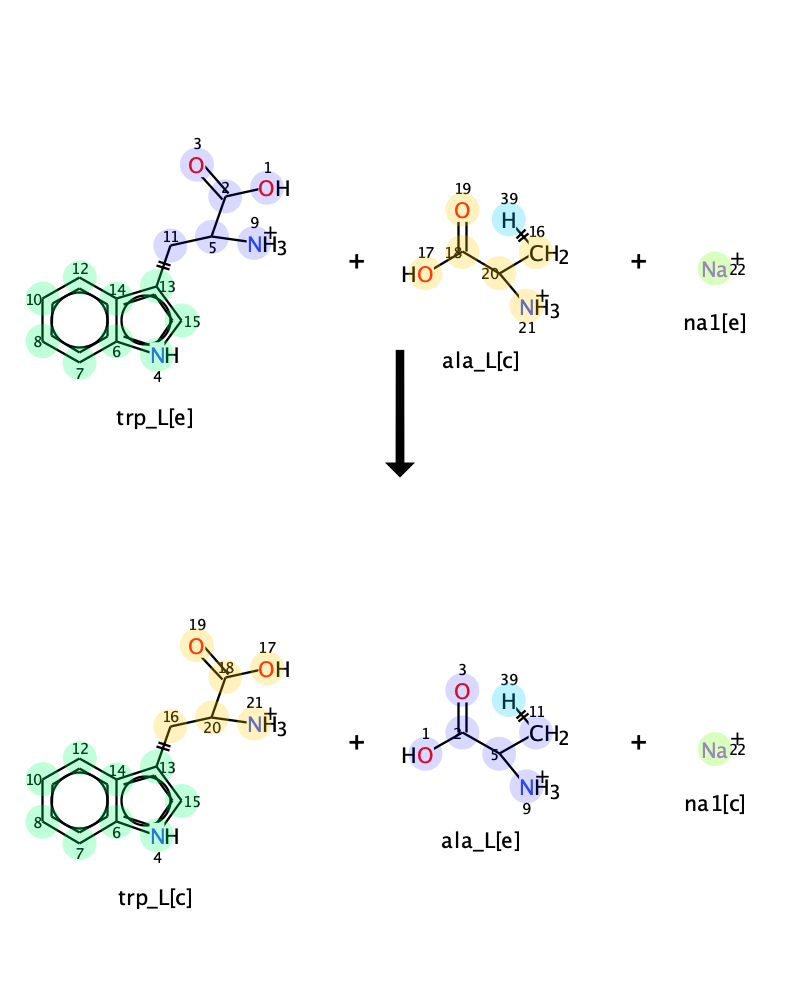 3
1
2
O
OH
9
11
5
NH3+
12
10
14
13
15
8
6
7
NH
4
trp_L[e]
+
19
39
O
H
16
17
18
CH2
HO
20
NH3+
21
ala_L[c]
+
Na+
22
na1[e]
19
17
18
O
OH
21
16
20
NH3+
12
10
14
13
15
8
6
7
NH
4
trp_L[c]
+
3
39
O
H
11
1
2
CH2
HO
5
NH3+
9
ala_L[e]
+
Na+
22
na1[c]